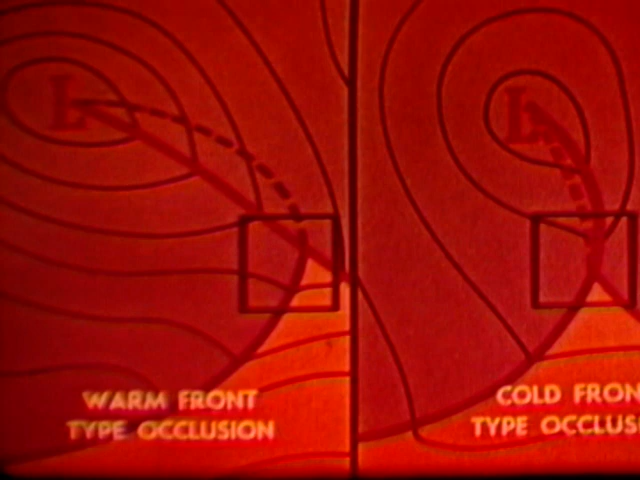 L
WARM FRONT
TYPE OCCLUSION
L
COLD FRON
TYPE OCCLUS